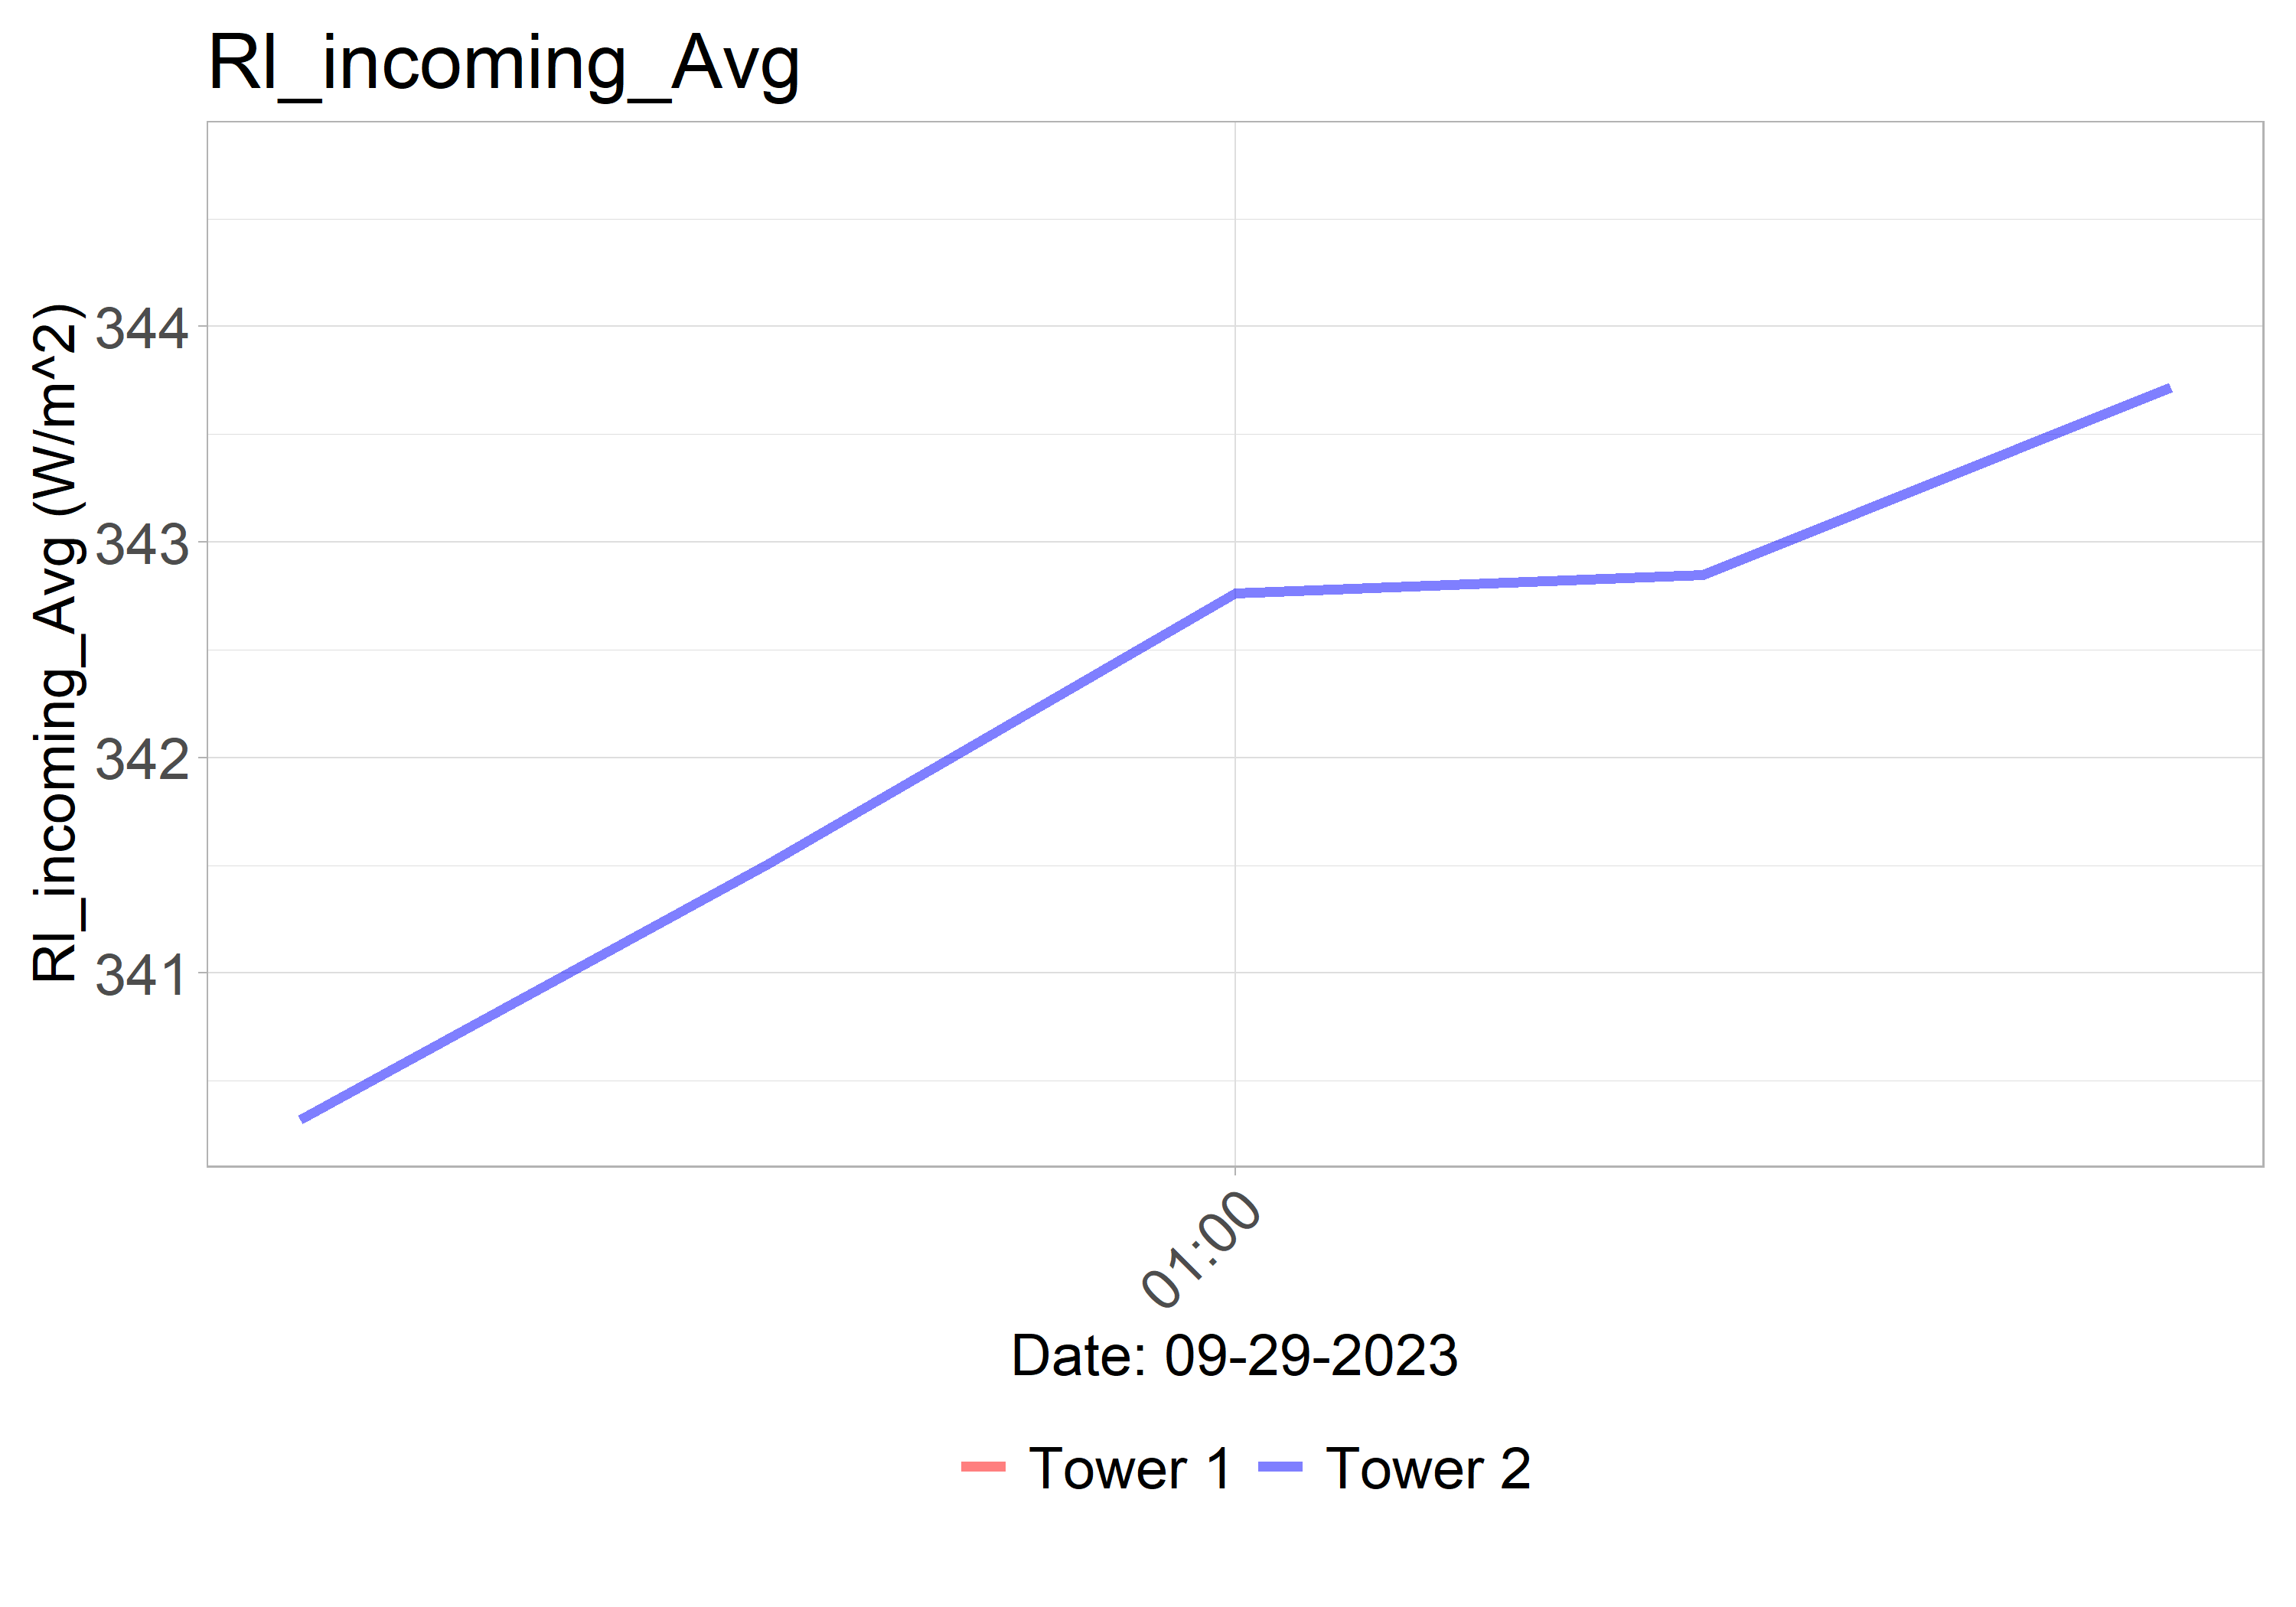 Rl_incoming_Avg
Rl_incoming_Avg (W/m^2)
344
343
342
341
01:00
Date: 09-29-2023
Tower 1 Tower 2